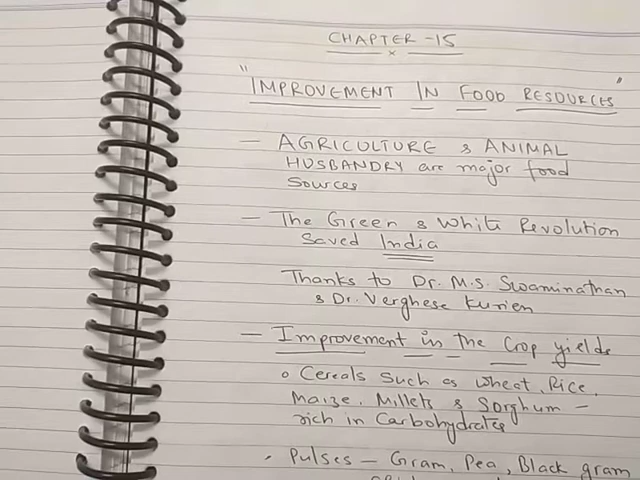 CHAPTER - 15
x
"IMPROVEMENT IN FOOD RESOURCES"
- AGRICULTURE & ANIMAL
HUSBANDRY are major food
Sources
- The Green & White Revolution
Saved India
Thanks to Dr. M.S. Swaminathan
& Dr. Verghese Kurien
- Improvement in the Crop yields
o Cereals Such as Wheat, Rice,
Maize, Millets & Sorghum -
rich in Carbohydrates
• Pulses - Gram, Pea, Black gram